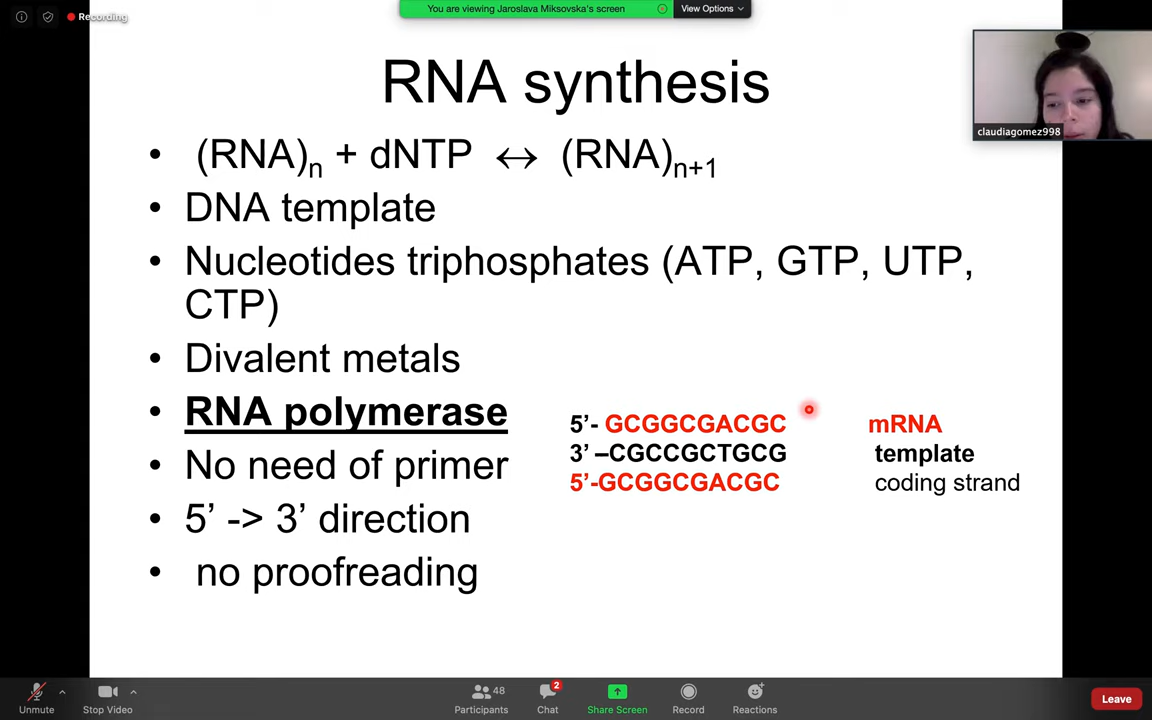 Recording
You are viewing Jaroslava Miksovska's screen
View Options
RNA synthesis
claudiagomez998
• (RNA)n + dNTP ↔ (RNA)n+1
• DNA template
• Nucleotides triphosphates (ATP, GTP, UTP,
CTP)
• Divalent metals
• RNA polymerase
• No need of primer
• 5’ -> 3’ direction
• no proofreading
5’- GCGGCGACGC mRNA
3’ –CGCCGCTGCG template
5’-GCGGCGACGC coding strand
Unmute
Stop Video
48
Participants
2
Chat
Share Screen
Record
Reactions
Leave